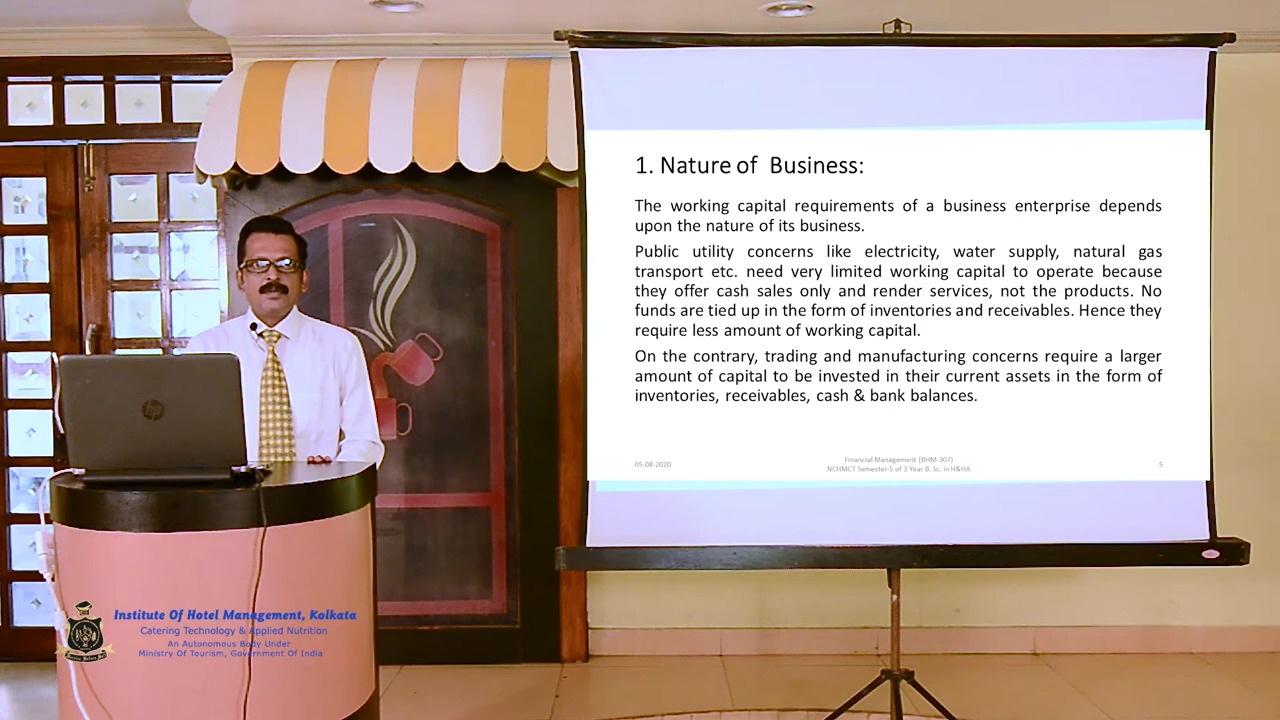 1. Nature of Business:
The working capital requirements of a business enterprise depends
upon the nature of its business.
Public utility concerns like electricity, water supply, natural gas
transport etc. need very limited working capital to operate because
they offer cash sales only and render services, not the products. No
funds are tied up in the form of inventories and receivables. Hence they
require less amount of working capital.
On the contrary, trading and manufacturing concerns require a larger
amount of capital to be invested in their current assets in the form of
inventories, receivables, cash & bank balances.
05-08-2020
Financial Management (BHM-307)
NCHMCT Semester-5 of 3 Year B. Sc. in H&HA
5
hp
Institute Of Hotel Management, Kolkata
Catering Technology & Applied Nutrition
An Autonomous Body Under
Ministry Of Tourism, Government Of India